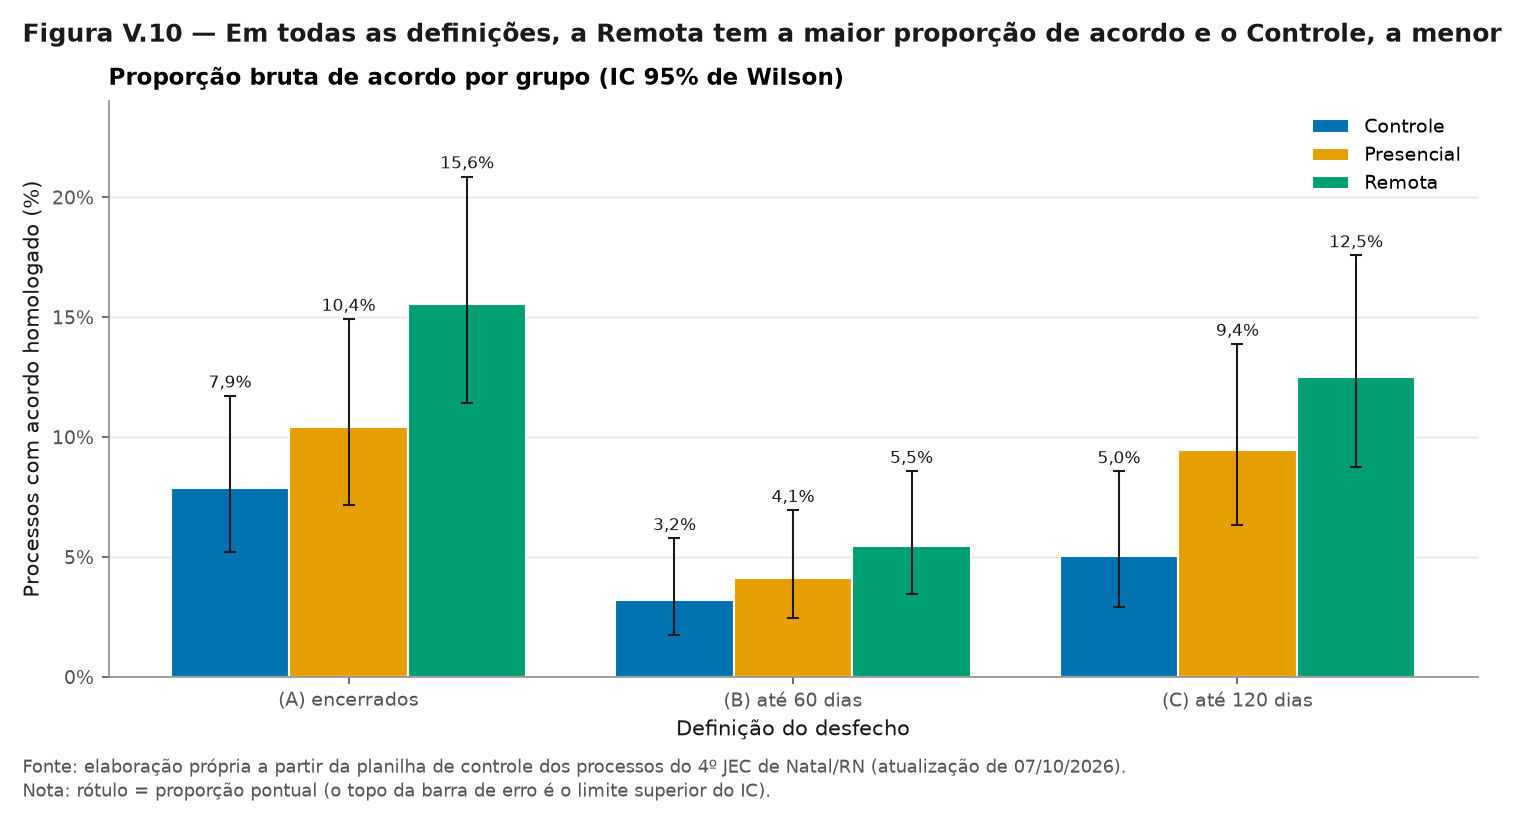 Figura V.10 — Em todas as definições, a Remota tem a maior proporção de acordo e o Controle, a menor
Proporção bruta de acordo por grupo (IC 95% de Wilson)
Controle
Presencial
Remota
Processos com acordo homologado (%)
20%
15%
10%
5%
0%
7,9%
10,4%
15,6%
3,2%
4,1%
5,5%
5,0%
9,4%
12,5%
(A) encerrados
(B) até 60 dias
(C) até 120 dias
Definição do desfecho
Fonte: elaboração própria a partir da planilha de controle dos processos do 4º JEC de Natal/RN (atualização de 07/10/2026).
Nota: rótulo = proporção pontual (o topo da barra de erro é o limite superior do IC).